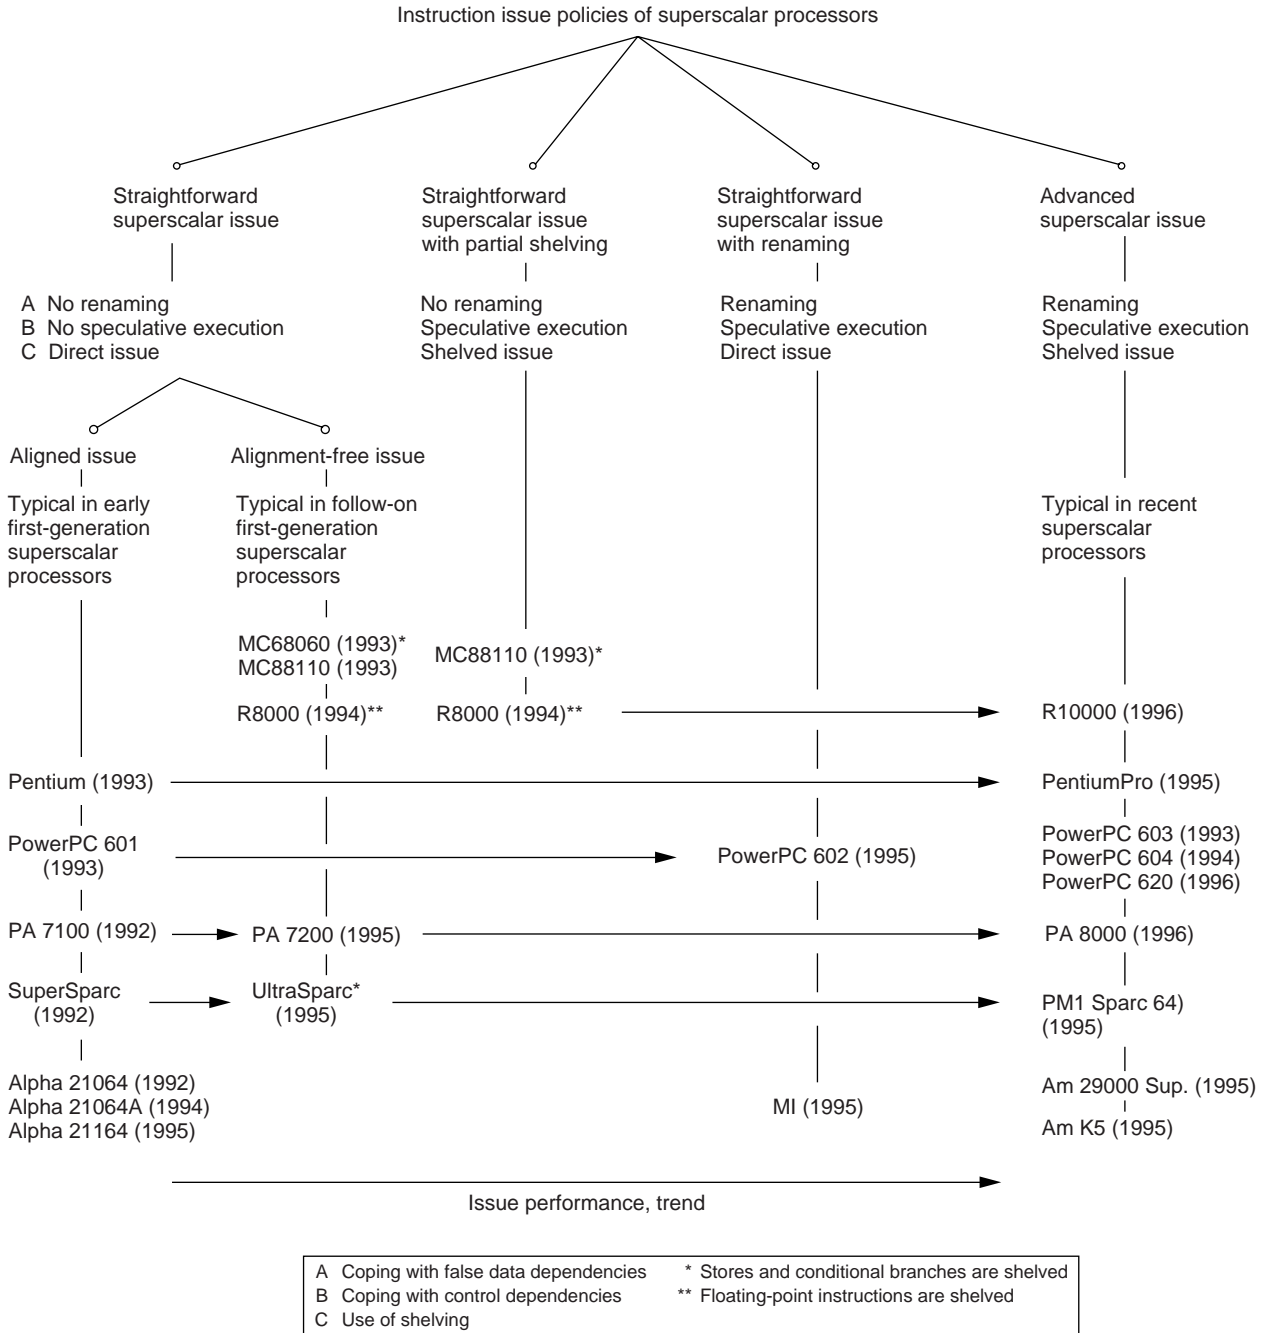 Instruction issue policies of superscalar processors
Straightforward
superscalar issue
Straightforward
superscalar issue
with partial shelving
Straightforward
superscalar issue
with renaming
Advanced
superscalar issue
A No renaming
B No speculative execution
C Direct issue
No renaming
Speculative execution
Shelved issue
Renaming
Speculative execution
Direct issue
Renaming
Speculative execution
Shelved issue
Aligned issue
Alignment-free issue
Typical in early
first-generation
superscalar
processors
Typical in follow-on
first-generation
superscalar
processors
Typical in recent
superscalar
processors
MC68060 (1993)*
MC88110 (1993)
MC88110 (1993)*
R8000 (1994)**
R8000 (1994)**
R10000 (1996)
Pentium (1993)
PentiumPro (1995)
PowerPC 601
(1993)
PowerPC 602 (1995)
PowerPC 603 (1993)
PowerPC 604 (1994)
PowerPC 620 (1996)
PA 7100 (1992)
PA 7200 (1995)
PA 8000 (1996)
SuperSparc
(1992)
UltraSparc*
(1995)
PM1 Sparc 64)
(1995)
Alpha 21064 (1992)
Alpha 21064A (1994)
Alpha 21164 (1995)
MI (1995)
Am 29000 Sup. (1995)
Am K5 (1995)
Issue performance, trend
A Coping with false data dependencies
B Coping with control dependencies
C Use of shelving
* Stores and conditional branches are shelved
** Floating-point instructions are shelved